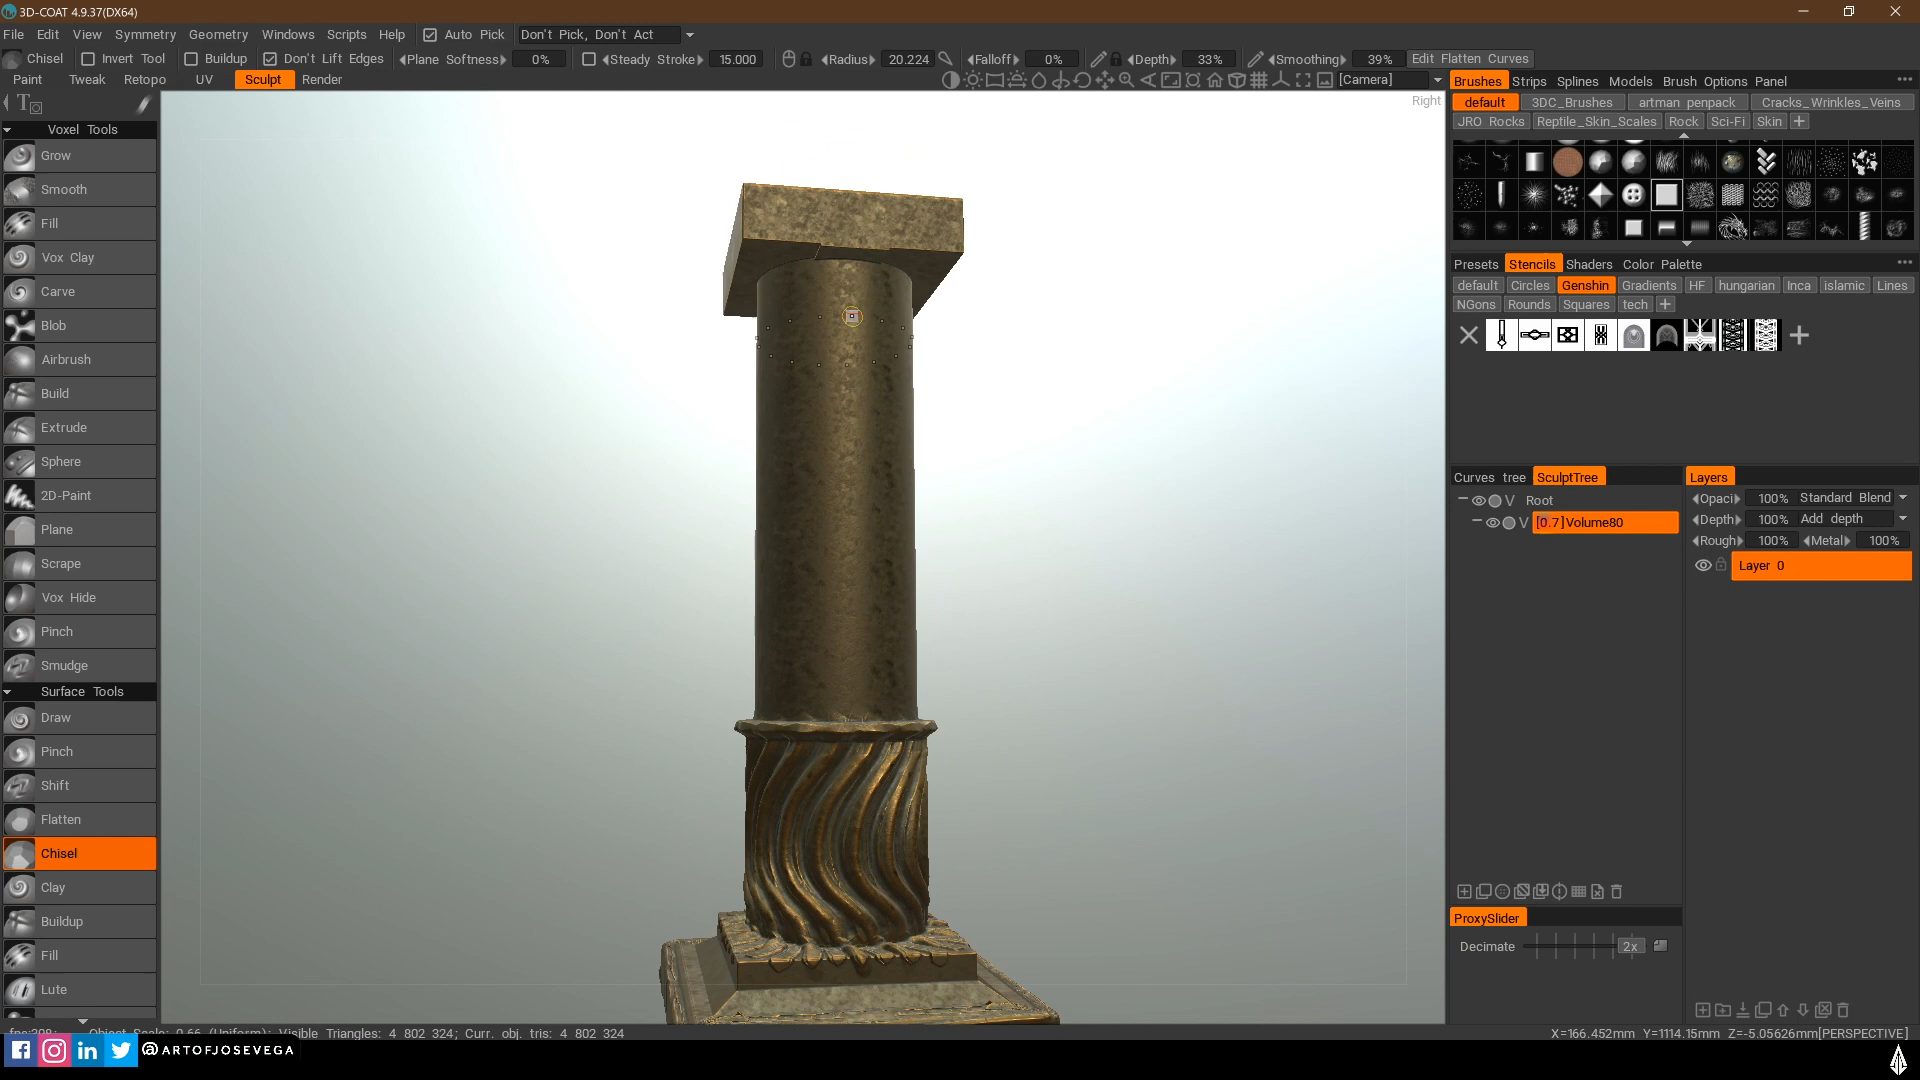 3D-COAT 4.9.37(DX64)
File Edit View Symmetry Geometry Windows Scripts Help Auto Pick Don't Pick, Don't Act
Chisel Invert Tool Buildup Don't Lift Edges Plane Softness 0% Steady Stroke 15.000 Radius 20.224 Falloff 0% Depth 33% Smoothing 39% Edit Flatten Curves
Paint Tweak Retopo UV Sculpt Render [Camera]
Right
Voxel Tools
Grow
Smooth
Fill
Vox Clay
Carve
Blob
Airbrush
Build
Extrude
Sphere
2D-Paint
Plane
Scrape
Vox Hide
Pinch
Smudge
Surface Tools
Draw
Pinch
Shift
Flatten
Chisel
Clay
Buildup
Fill
Lute
Brushes Strips Splines Models Brush Options Panel
default 3DC_Brushes artman penpack Cracks_Wrinkles_Veins
JRO Rocks Reptile_Skin_Scales Rock Sci-Fi Skin
Presets Stencils Shaders Color Palette
default Circles Genshin Gradients HF hungarian Inca islamic Lines
NGons Rounds Squares tech
Curves tree SculptTree
Root
[0.7]Volume80
Layers
Opaci 100% Standard Blend
Depth 100% Add depth
Rough 100% Metal 100%
Layer 0
ProxySlider
Decimate 2x
Object Scale: 0.66 (Uniform); Visible Triangles: 4 802 324; Curr. obj. tris: 4 802 324
X=166.452mm Y=1114.15mm Z=-5.05626mm[PERSPECTIVE]
@ARTOFJOSEVEGA